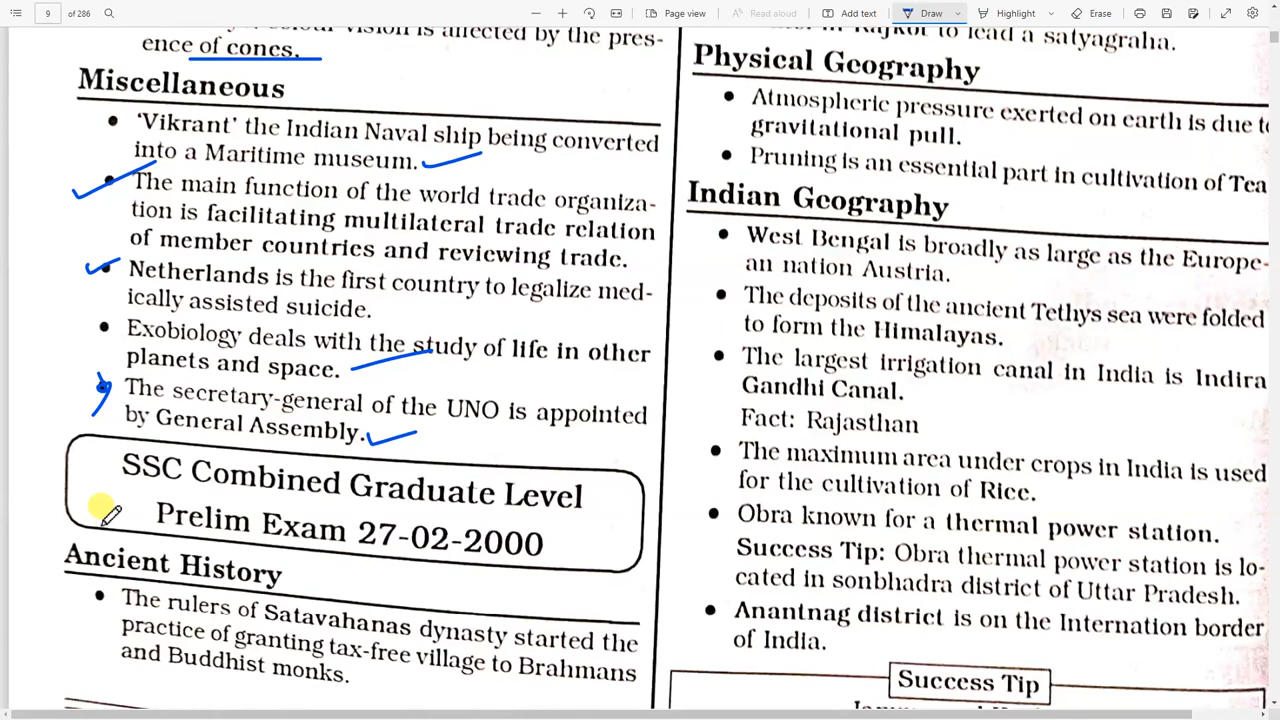 9 of 286
Page view
Read aloud
Add text
Draw
Highlight
Erase
ence of cones.
Miscellaneous
'Vikrant' the Indian Naval ship being converted
into a Maritime museum.
The main function of the world trade organiza-
tion is facilitating multilateral trade relation
of member countries and reviewing trade.
Netherlands is the first country to legalize med-
ically assisted suicide.
Exobiology deals with the study of life in other
planets and space.
The secretary-general of the UNO is appointed
by General Assembly.
SSC Combined Graduate Level
Prelim Exam 27-02-2000
Ancient History
The rulers of Satavahanas dynasty started the
practice of granting tax-free village to Brahmans
and Buddhist monks.
to lead a satyagraha.
Physical Geography
Atmospheric pressure exerted on earth is due to
gravitational pull.
Pruning is an essential part in cultivation of Tea
Indian Geography
West Bengal is broadly as large as the Europe-
an nation Austria.
The deposits of the ancient Tethys sea were folded
to form the Himalayas.
The largest irrigation canal in India is Indira
Gandhi Canal.
Fact: Rajasthan
The maximum area under crops in India is used
for the cultivation of Rice.
Obra known for a thermal power station.
Success Tip: Obra thermal power station is lo-
cated in sonbhadra district of Uttar Pradesh.
Anantnag district is on the Internation border
of India.
Success Tip